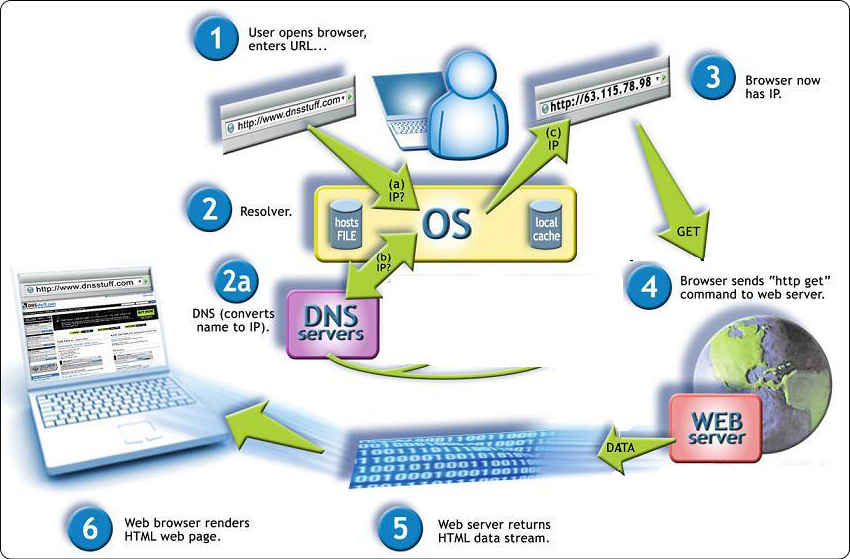 1
User opens browser,
enters URL...
http://www.dnsstuff.com
http://63.115.78.98
3
Browser now
has IP.
(a)
IP?
(c)
IP
2
Resolver.
hosts
FILE
OS
local
cache
GET
(b)
IP?
2a
DNS (converts
name to IP).
DNS
servers
4
Browser sends "http get"
command to web server.
http://www.dnsstuff.com
DNSstuff.com
WEB
server
DATA
01001100010100010
6
Web browser renders
HTML web page.
5
Web server returns
HTML data stream.